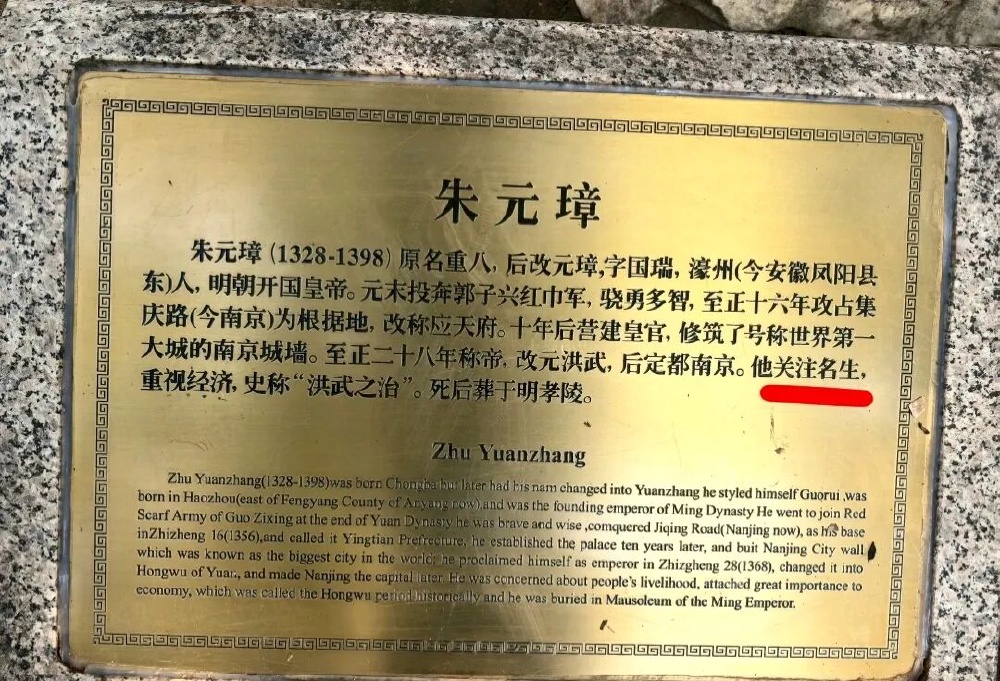 朱元璋
朱元璋(1328-1398)原名重八, 后改元璋,字国瑞, 濠州(今安徽凤阳县
东)人, 明朝开国皇帝。元末投奔郭子兴红巾军, 骁勇多智, 至正十六年攻占集
庆路(今南京)为根据地, 改称应天府。十年后营建皇官, 修筑了号称世界第一
大城的南京城墙。至正二十八年称帝, 改元洪武, 后定都南京。他关注名生,
重视经济, 史称“洪武之治”。死后葬于明孝陵。
Zhu Yuanzhang
Zhu Yuanzhang(1328-1398)was born Chongba but later had his nam changed into Yuanzhang he styled himself Guorui ,was
born in Haozhou(east of Fengyang County of Anyang now),and was the founding emperor of Ming Dynasty He went to join Red
Scarf Army of Guo Zixing at the end of Yuan Dynasty he was brave and wise ,comquered Jiqing Road(Nanjing now), as his base
inZhizheng 16(1356),and called it Yingtian Prefrecture, he established the palace ten years later, and buit Nanjing City wall
which was known as the biggest city in the world; he proclaimed himself as emperor in Zhizgheng 28(1368), changed it into
Hongwu of Yuan, and made Nanjing the capital later. He was concerned about people's livelihood, attached great importance to
economy, which was called the Hongwu period historically and he was buried in Mausoleum of the Ming Emperor.